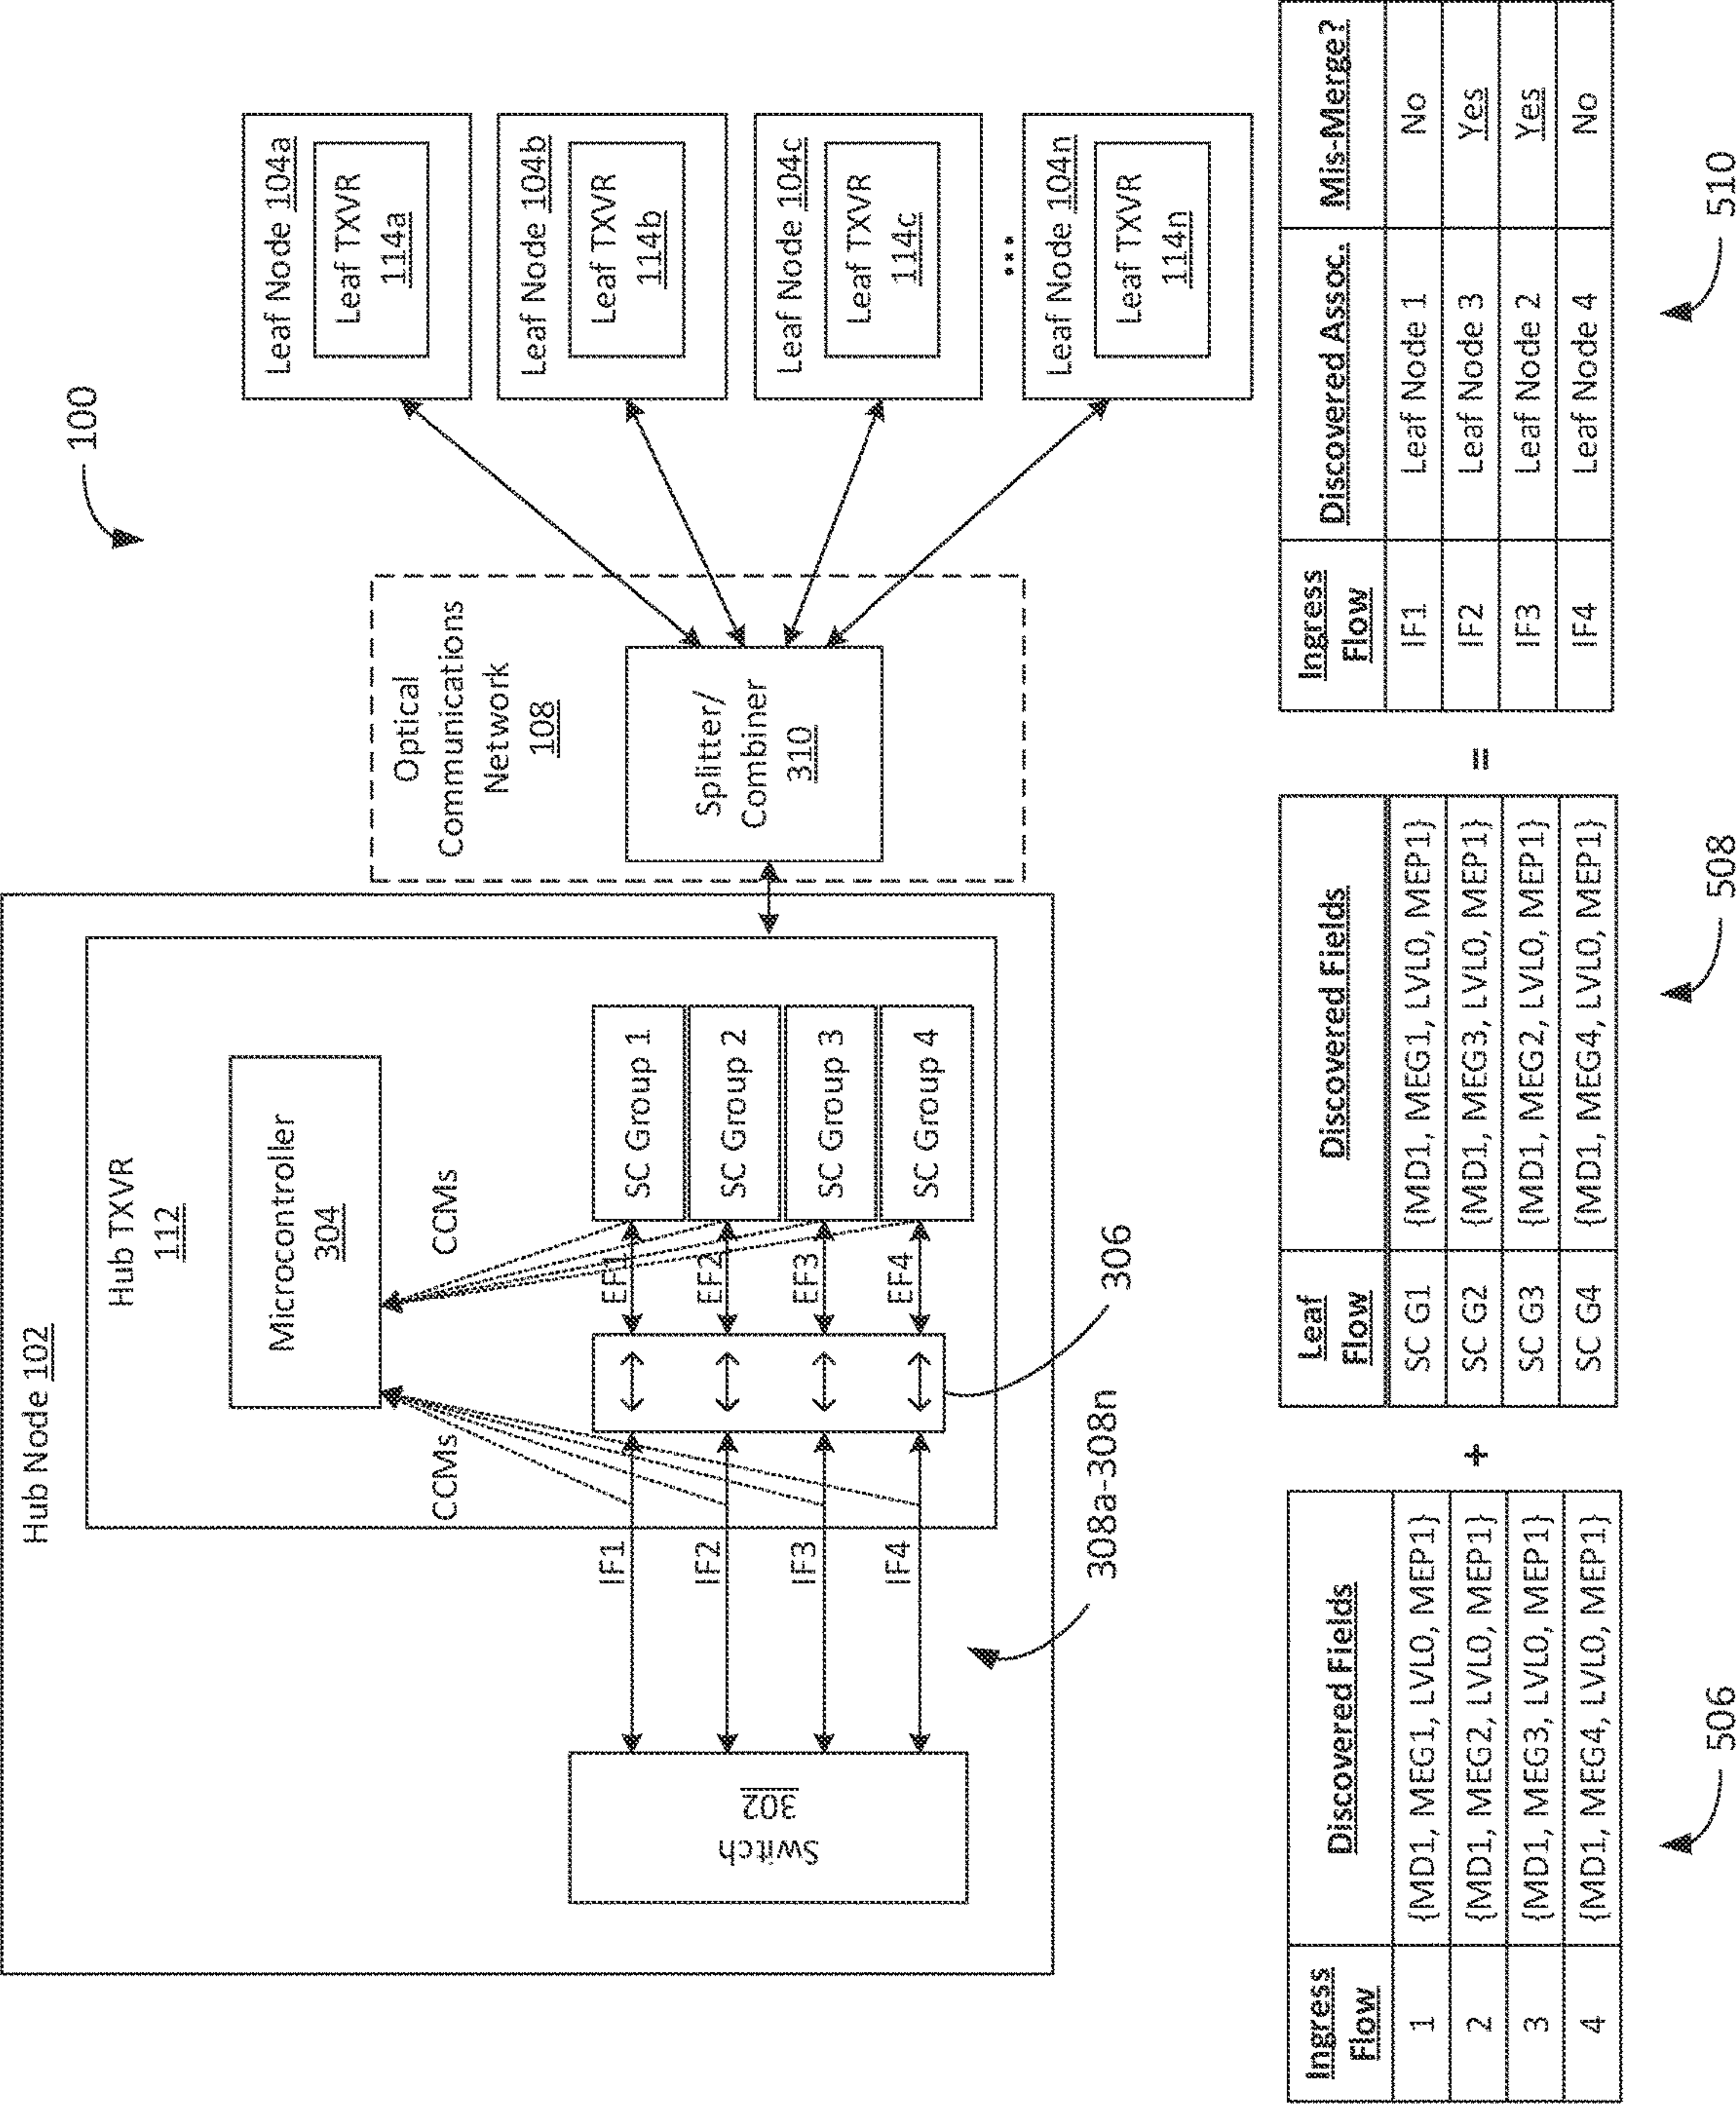 100
Hub Node 102
Hub TXVR
112
Microcontroller
304
CCMs
CCMs
Switch
302
IF1
IF2
IF3
IF4
EF1
EF2
EF3
EF4
SC Group 1
SC Group 2
SC Group 3
SC Group 4
306
308a-308n
Optical
Communications
Network
108
Splitter/
Combiner
310
Leaf Node 104a
Leaf TXVR
114a
Leaf Node 104b
Leaf TXVR
114b
Leaf Node 104c
Leaf TXVR
114c
...
Leaf Node 104n
Leaf TXVR
114n
Ingress
Flow
Discovered Fields
1 {MD1, MEG1, LVL0, MEP1}
2 {MD1, MEG2, LVL0, MEP1}
3 {MD1, MEG3, LVL0, MEP1}
4 {MD1, MEG4, LVL0, MEP1}
506
+
Leaf
Flow
Discovered Fields
SC G1 {MD1, MEG1, LVL0, MEP1}
SC G2 {MD1, MEG3, LVL0, MEP1}
SC G3 {MD1, MEG2, LVL0, MEP1}
SC G4 {MD1, MEG4, LVL0, MEP1}
508
=
Ingress
Flow
Discovered Assoc. Mis-Merge?
IF1 Leaf Node 1 No
IF2 Leaf Node 3 Yes
IF3 Leaf Node 2 Yes
IF4 Leaf Node 4 No
510